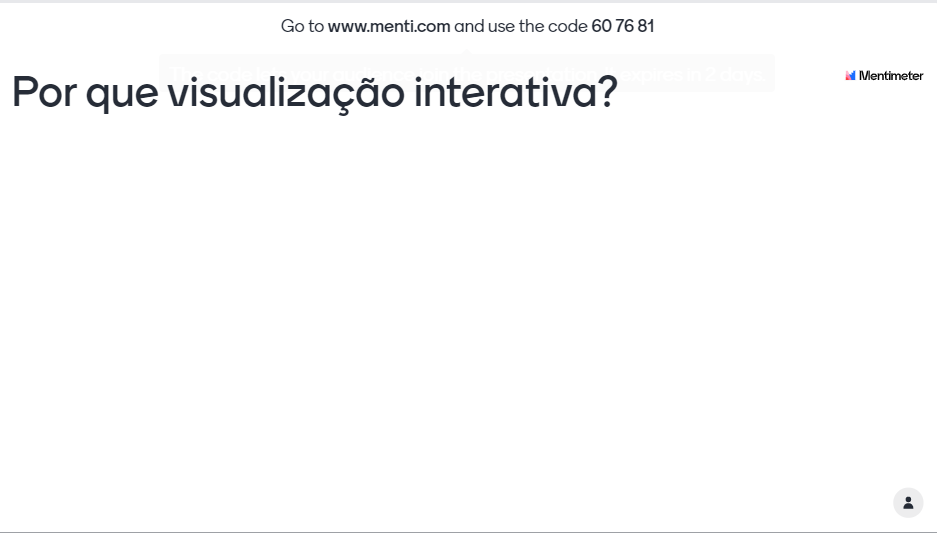 Go to www.menti.com and use the code 60 76 81
expires in 2 days
Mentimeter
Por que visualização interativa?